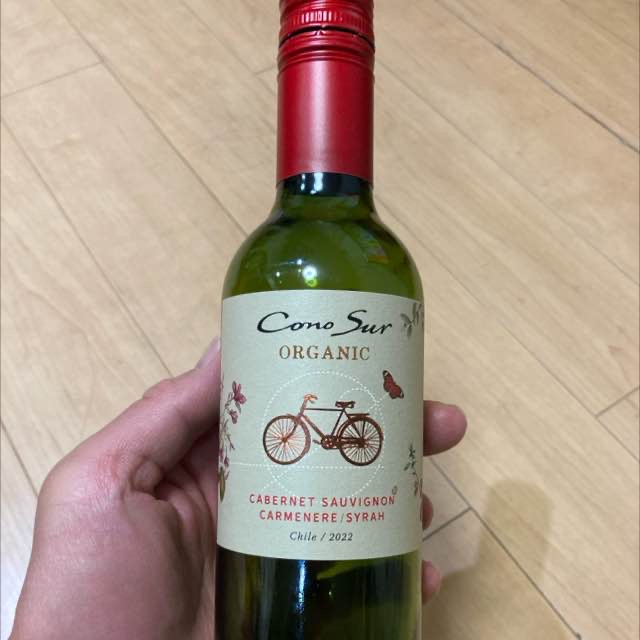 Cono Sur
ORGANIC
CABERNET SAUVIGNON
CARMENERE/SYRAH
Chile / 2022